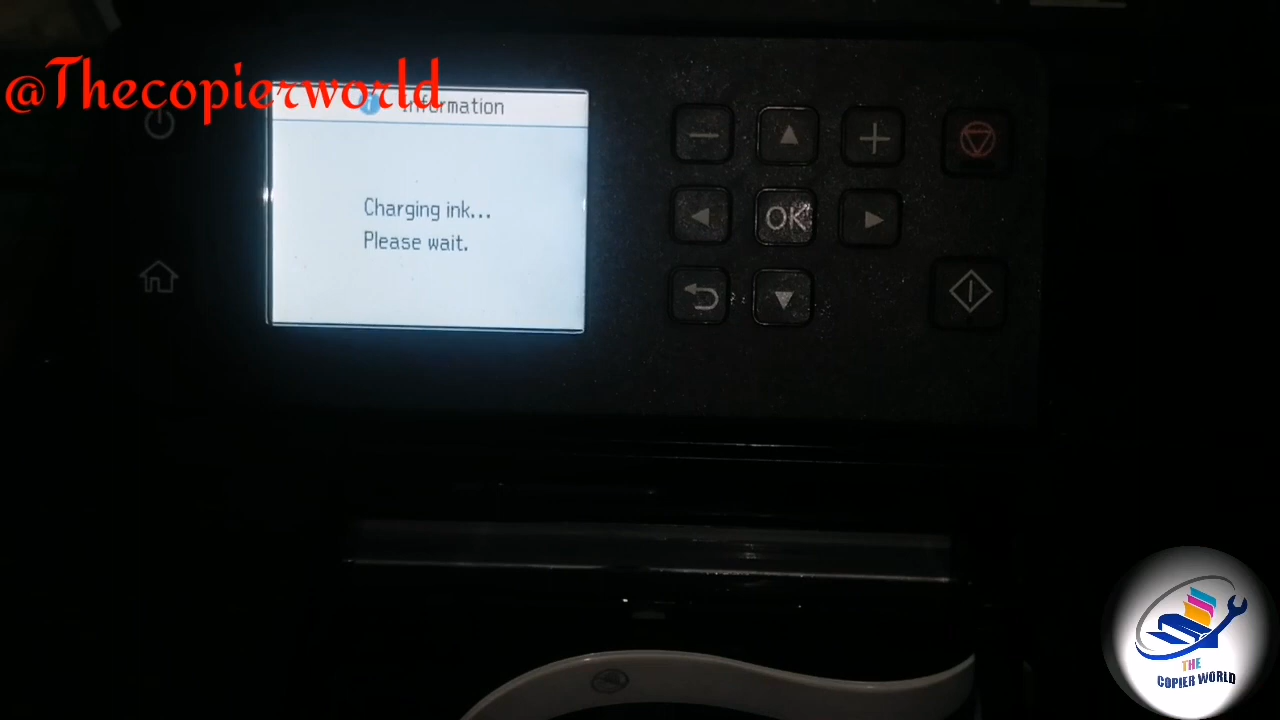 @Thecopierworld
Information
Charging ink...
Please wait.
OK
THE
COPIER WORLD